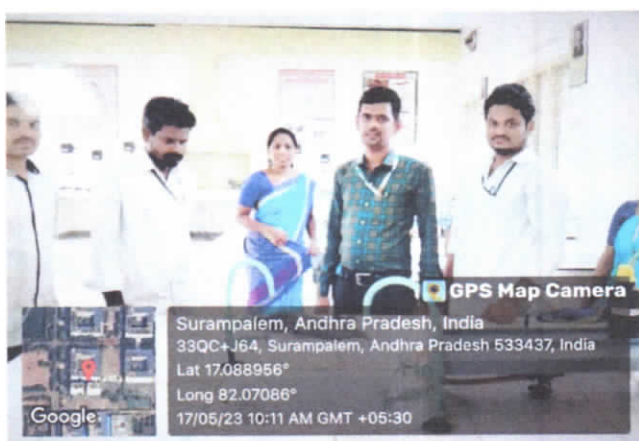 GPS Map Camera
Surampalem, Andhra Pradesh, India
33QC+J64, Surampalem, Andhra Pradesh 533437, India
Lat 17.088956°
Long 82.07086°
17/05/23 10:11 AM GMT +05:30
Google